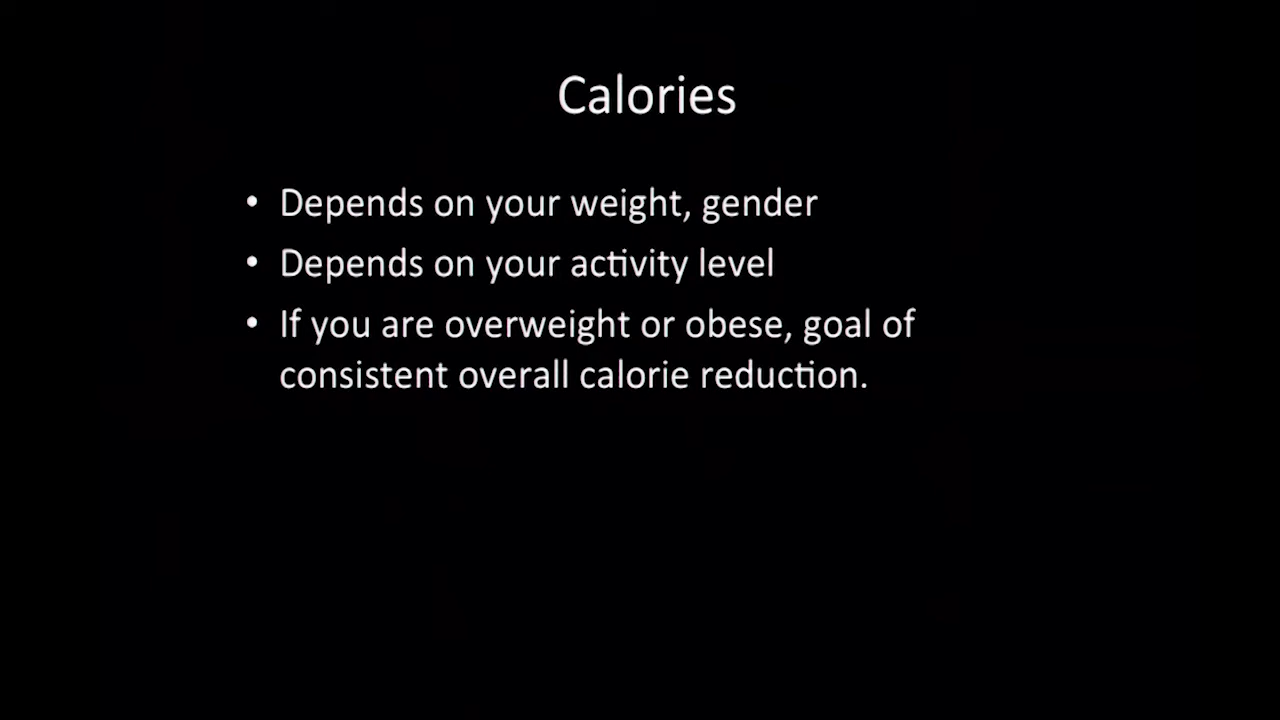 Calories
• Depends on your weight, gender
• Depends on your activity level
• If you are overweight or obese, goal of
consistent overall calorie reduction.